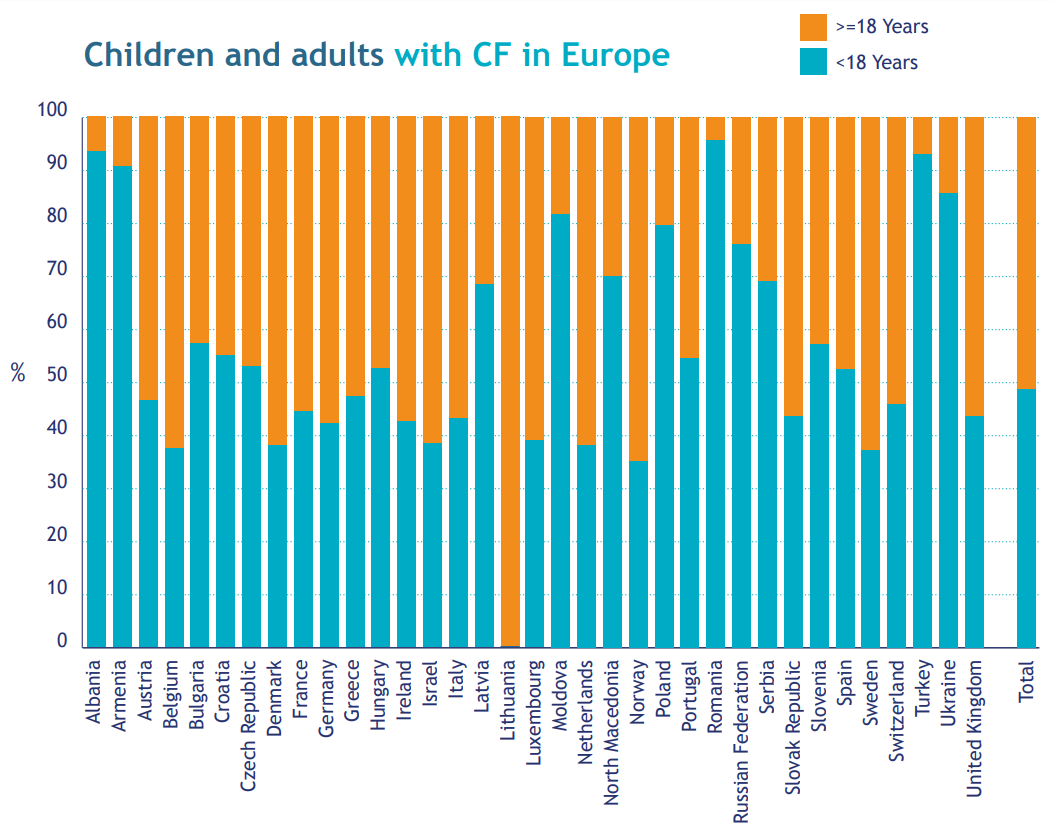 Children and adults with CF in Europe
>=18 Years
<18 Years
100
90
80
70
60
50
40
30
20
10
0
%
Albania
Armenia
Austria
Belgium
Bulgaria
Croatia
Czech Republic
Denmark
France
Germany
Greece
Hungary
Ireland
Israel
Italy
Latvia
Lithuania
Luxembourg
Moldova
Netherlands
North Macedonia
Norway
Poland
Portugal
Romania
Russian Federation
Serbia
Slovak Republic
Slovenia
Spain
Sweden
Switzerland
Turkey
Ukraine
United Kingdom
Total